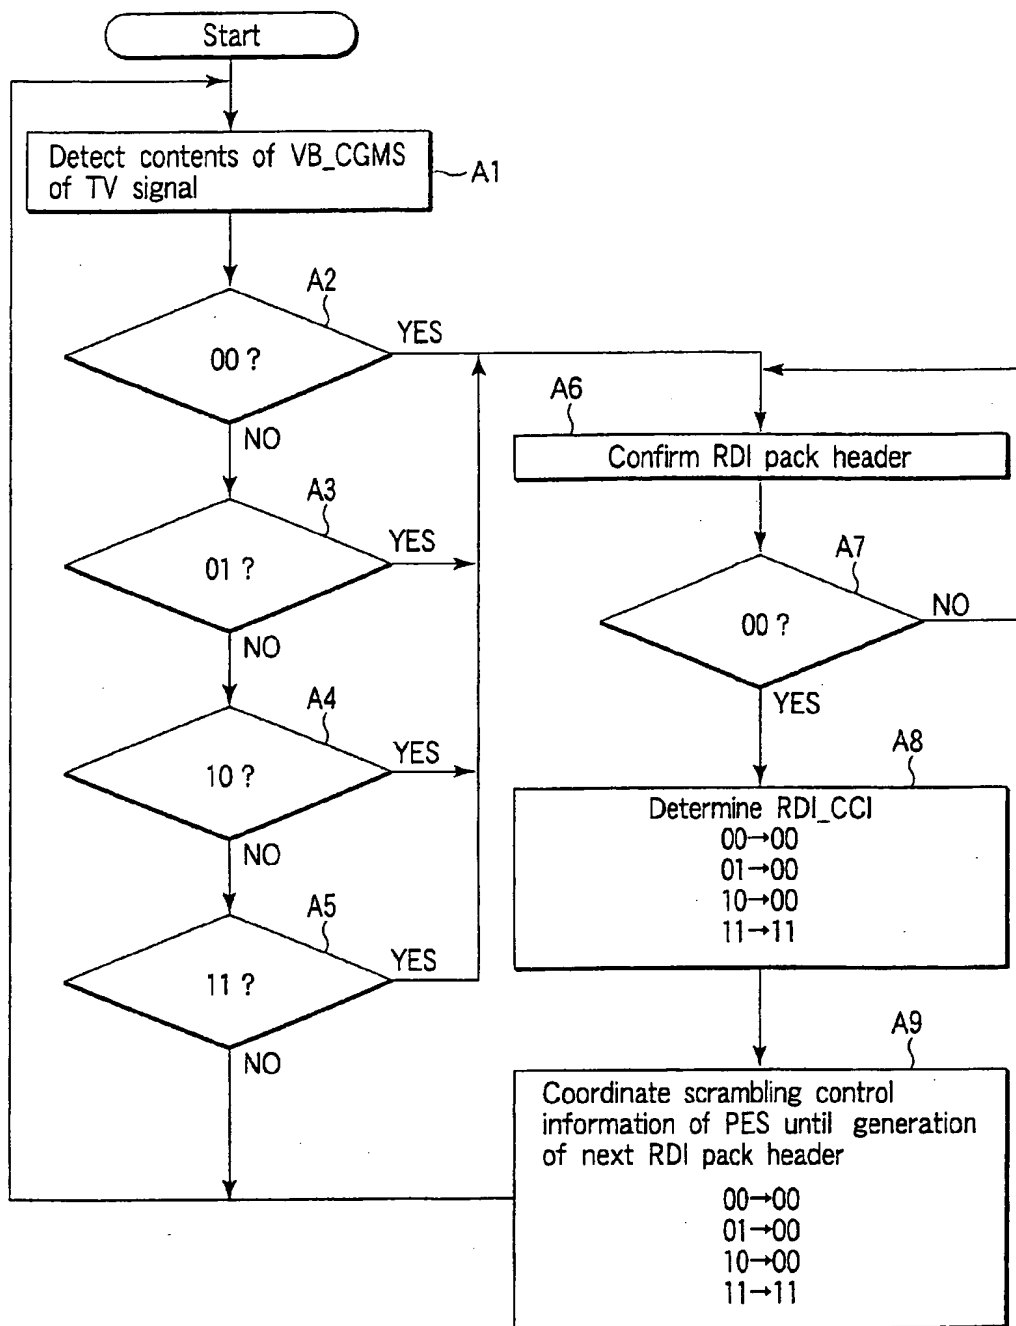 Start
Detect contents of VB_CGMS
of TV signal
A1
A2
00 ?
YES
NO
A3
01 ?
YES
NO
A4
10 ?
YES
NO
A5
11 ?
YES
NO
A6
Confirm RDI pack header
A7
00 ?
NO
YES
A8
Determine RDI_CCI
00→00
01→00
10→00
11→11
A9
Coordinate scrambling control
information of PES until generation
of next RDI pack header
00→00
01→00
10→00
11→11